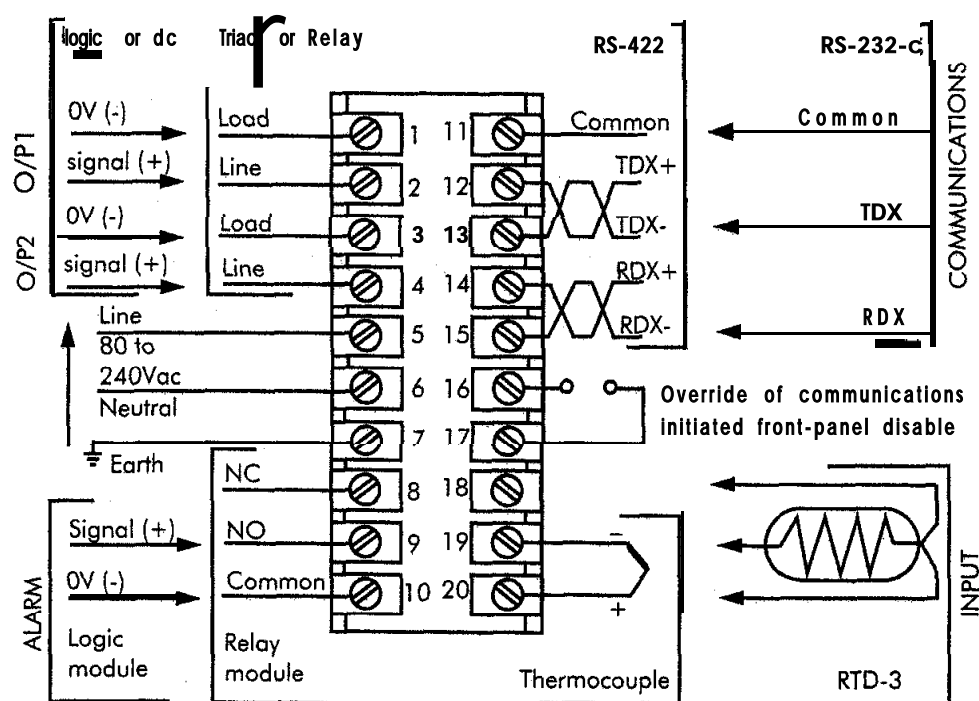 logic or dc
Triac or Relay
RS-422
RS-232-c
O/P1
O/P2
0V (-)
signal (+)
0V (-)
signal (+)
Load
Line
Load
Line
1 11
2 12
3 13
4 14
5 15
6 16
7 17
8 18
9 19
10 20
Common
TDX+
TDX-
RDX+
RDX-
Common
TDX
RDX
COMMUNICATIONS
Line
80 to
240Vac
Neutral
Earth
Override of communications
initiated front-panel disable
ALARM
Signal (+)
0V (-)
Logic
module
NC
NO
Common
Relay
module
-
+
Thermocouple
RTD-3
INPUT